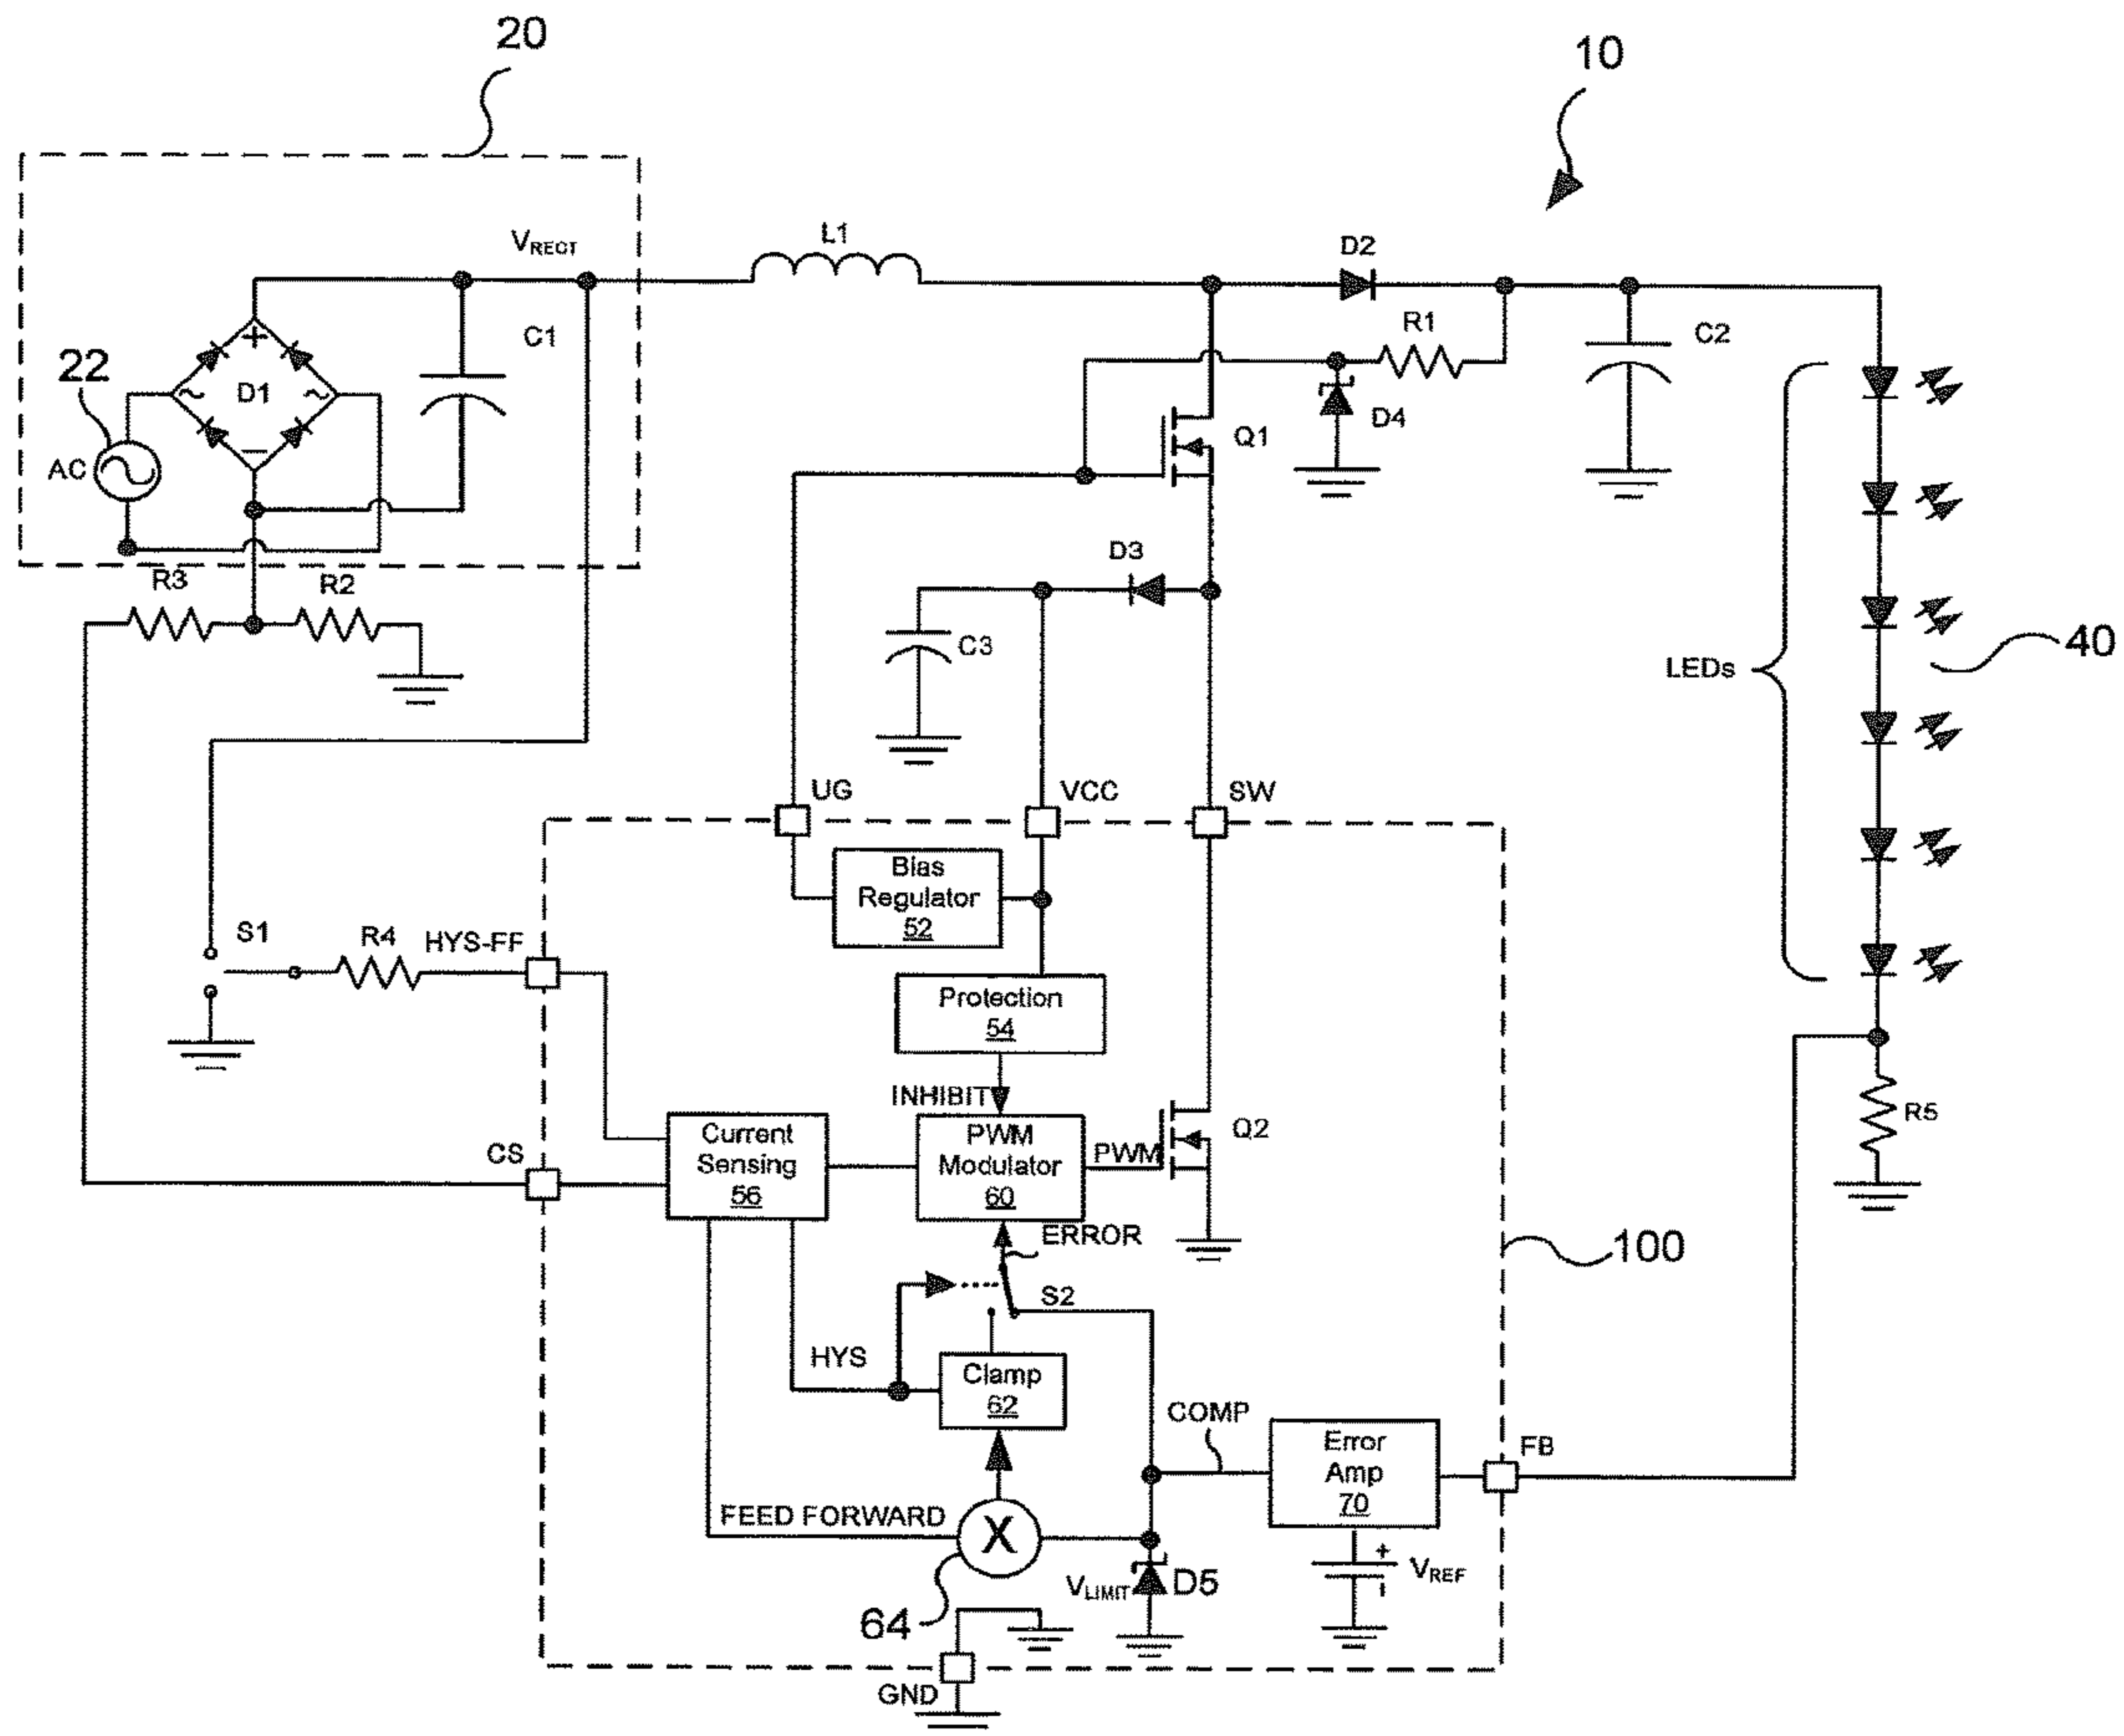 20
10
V_RECT
L1
D2
C1
R1
C2
22
D1
D4
Q1
AC
R3
R2
D3
C3
LEDs
40
UG
VCC
SW
Bias
Regulator
52
S1
R4
HYS-FF
Protection
54
INHIBIT
R5
CS
Current
Sensing
56
PWM
Modulator
60
PWM
Q2
ERROR
100
S2
HYS
Clamp
62
COMP
Error
Amp
70
FB
FEED FORWARD
X
V_LIMIT
D5
V_REF
+
-
64
GND